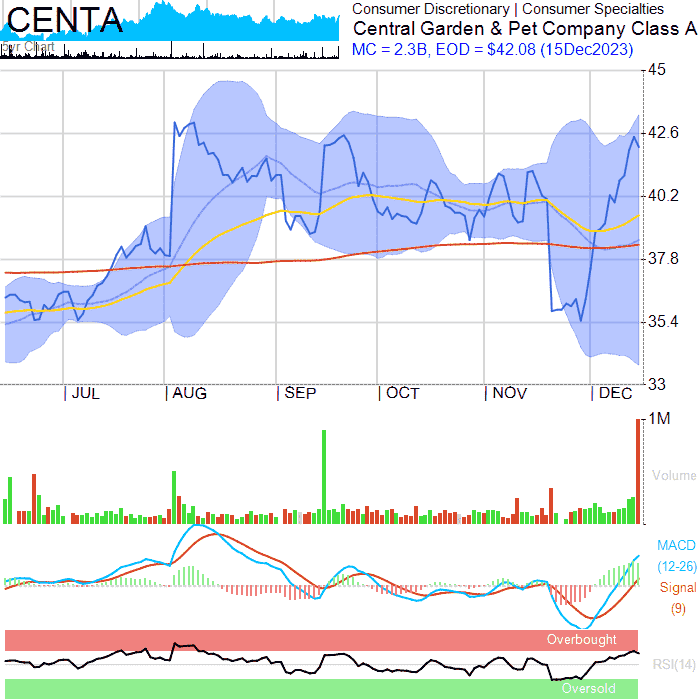 CENTA
5yr Chart
Consumer Discretionary | Consumer Specialties
Central Garden & Pet Company Class A
MC = 2.3B, EOD = $42.08 (15Dec2023)
45
42.6
40.2
37.8
35.4
33
JUL
AUG
SEP
OCT
NOV
DEC
1M
Volume
MACD
(12-26)
Signal
(9)
Overbought
RSI(14)
Oversold